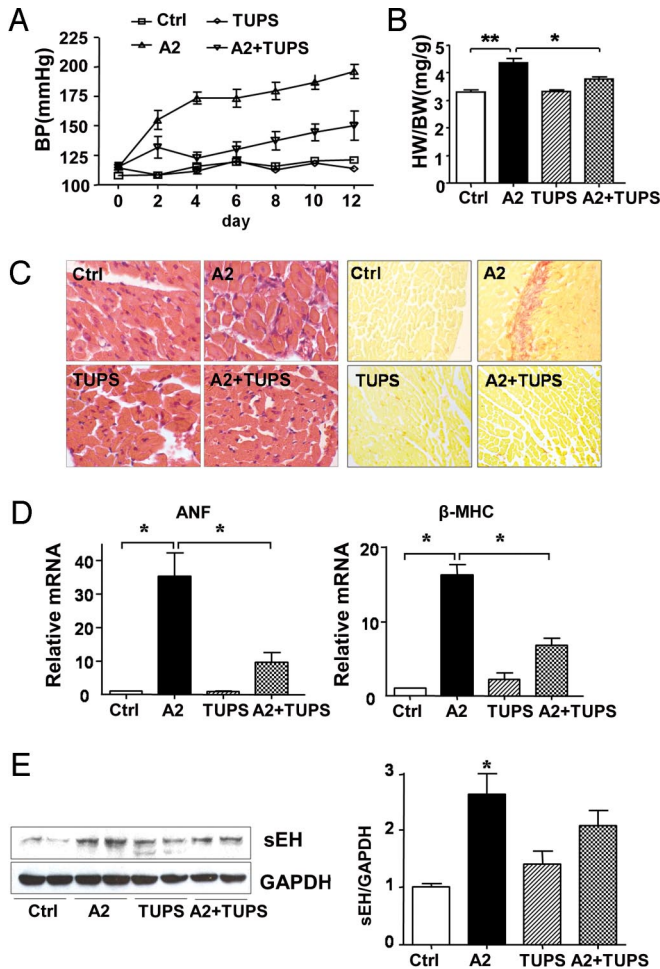 A
Ctrl
TUPS
A2
A2+TUPS
BP(mmHg)
225
200
175
150
125
100
0 2 4 6 8 10 12
day
B
HW/BW(mg/g)
** *
5
4
3
2
1
0
Ctrl A2 TUPS A2+TUPS
C
Ctrl A2 Ctrl A2
TUPS A2+TUPS TUPS A2+TUPS
D
ANF
Relative mRNA
* *
40
30
20
10
0
Ctrl A2 TUPS A2+TUPS
β-MHC
Relative mRNA
* *
20
10
0
Ctrl A2 TUPS A2+TUPS
E
sEH
GAPDH
Ctrl A2 TUPS A2+TUPS
sEH/GAPDH
*
3
2
1
0
Ctrl A2 TUPS A2+TUPS